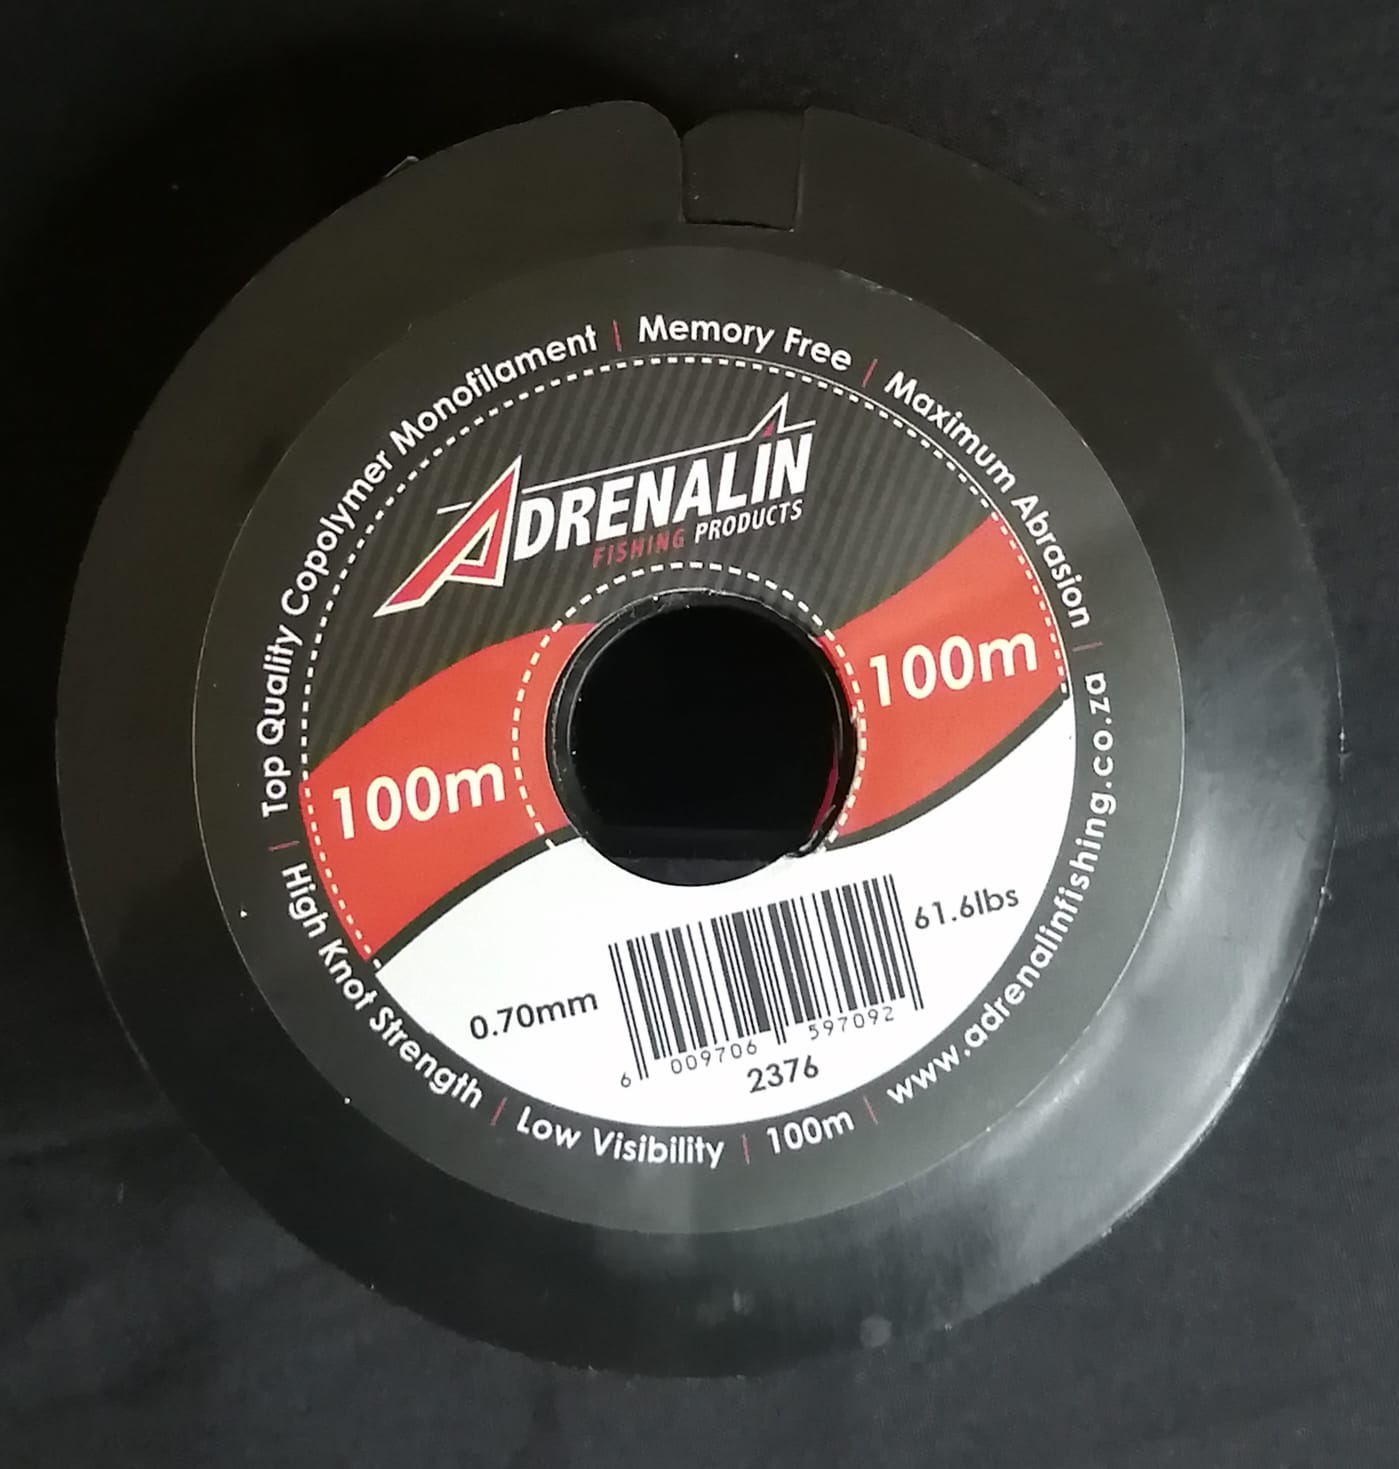 Top Quality Copolymer Monofilament | Memory Free | Maximum Abrasion | www.adrenalinfishing.co.za
ADRENALIN
FISHING PRODUCTS
100m
100m
61.6lbs
0.70mm
6 009706 597092
2376
High Knot Strength | Low Visibility | 100m |